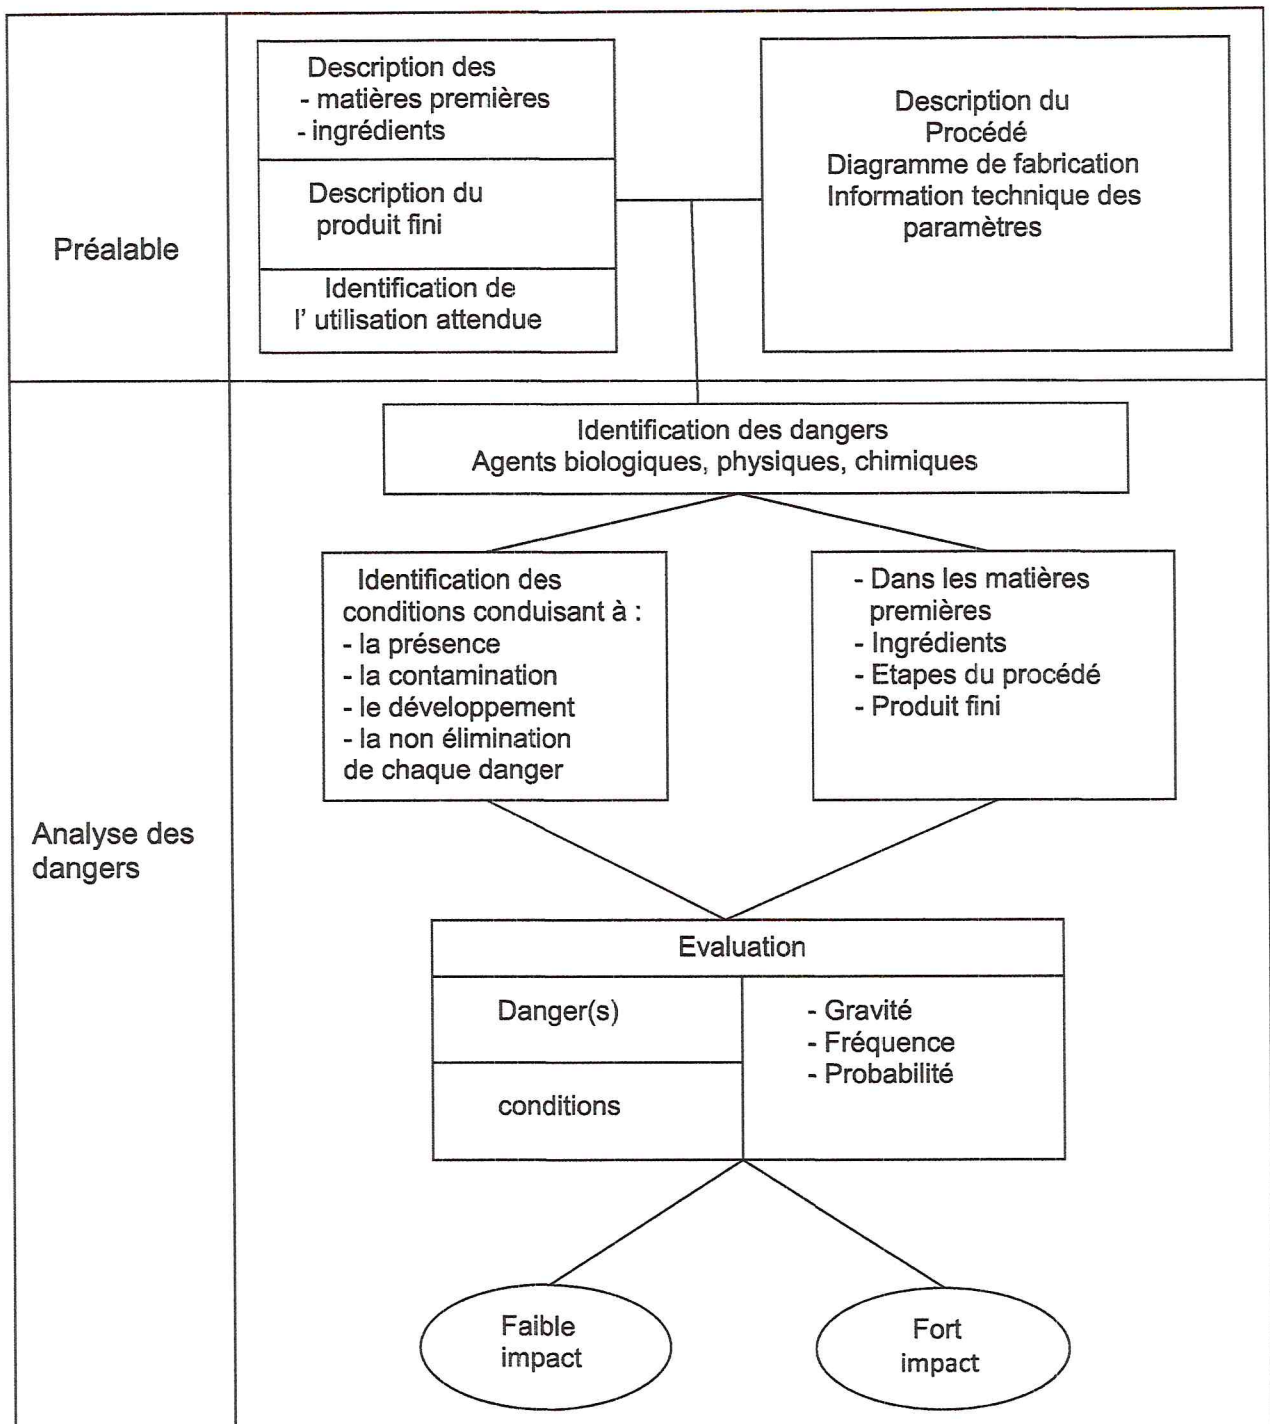 Préalable
Description des
- matières premières
- ingrédients
Description du
produit fini
Identification de
l' utilisation attendue
Description du
Procédé
Diagramme de fabrication
Information technique des
paramètres
Analyse des
dangers
Identification des dangers
Agents biologiques, physiques, chimiques
Identification des
conditions conduisant à :
- la présence
- la contamination
- le développement
- la non élimination
de chaque danger
- Dans les matières
premières
- Ingrédients
- Etapes du procédé
- Produit fini
Evaluation
Danger(s)
conditions
- Gravité
- Fréquence
- Probabilité
Faible
impact
Fort
impact